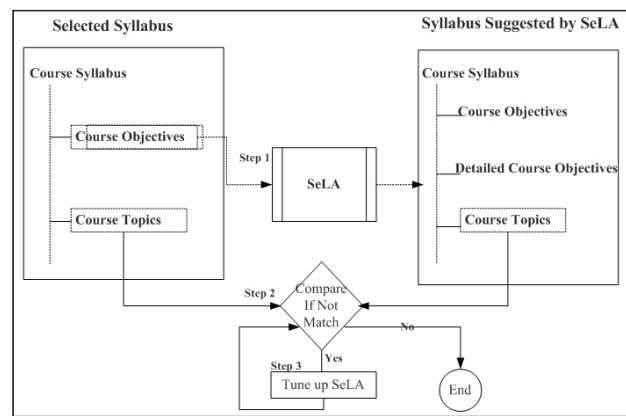 Selected Syllabus
Syllabus Suggested by SeLA
Course Syllabus
Course Objectives
Course Topics
Step 1
SeLA
Course Syllabus
Course Objectives
Detailed Course Objectives
Course Topics
Step 2
Compare
If Not
Match
No
Yes
Step 3
Tune up SeLA
End